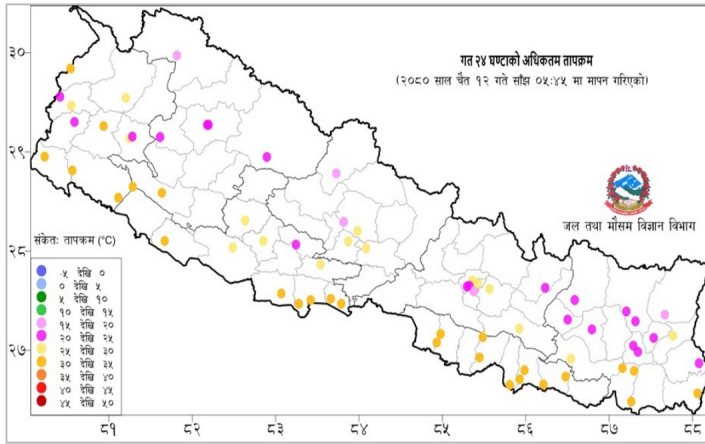 गत २४ घण्टाको अधिकतम तापक्रम
(२०८० साल चैत १२ गते साँझ ०५:४५ मा मापन गरिएको)
३०
२९
जल तथा मौसम विज्ञान विभाग
संकेतः तापक्रम (°C)
२८
-५ देखि ०
० देखि ५
५ देखि १०
१० देखि १५
१५ देखि २०
२० देखि २५
२५ देखि ३०
३० देखि ३५
३५ देखि ४०
४० देखि ४५
४५ देखि ५०
२७
८१ ८२ ८३ ८४ ८५ ८६ ८७ ८८